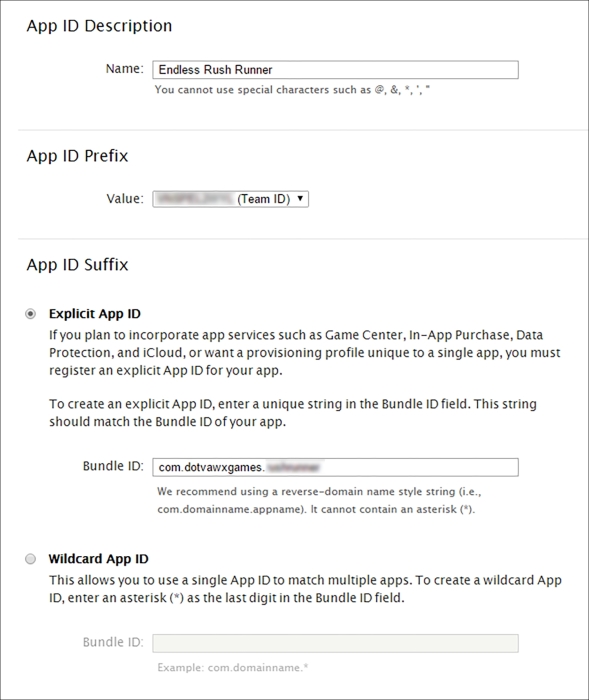 App ID Description
Name: Endless Rush Runner
You cannot use special characters such as @, &, *, ', "
App ID Prefix
Value: (Team ID)
App ID Suffix
Explicit App ID
If you plan to incorporate app services such as Game Center, In-App Purchase, Data
Protection, and iCloud, or want a provisioning profile unique to a single app, you must
register an explicit App ID for your app.
To create an explicit App ID, enter a unique string in the Bundle ID field. This string
should match the Bundle ID of your app.
Bundle ID: com.dotvawxgames.
We recommend using a reverse-domain name style string (i.e.,
com.domainname.appname). It cannot contain an asterisk (*).
Wildcard App ID
This allows you to use a single App ID to match multiple apps. To create a wildcard App
ID, enter an asterisk (*) as the last digit in the Bundle ID field.
Bundle ID:
Example: com.domainname.*